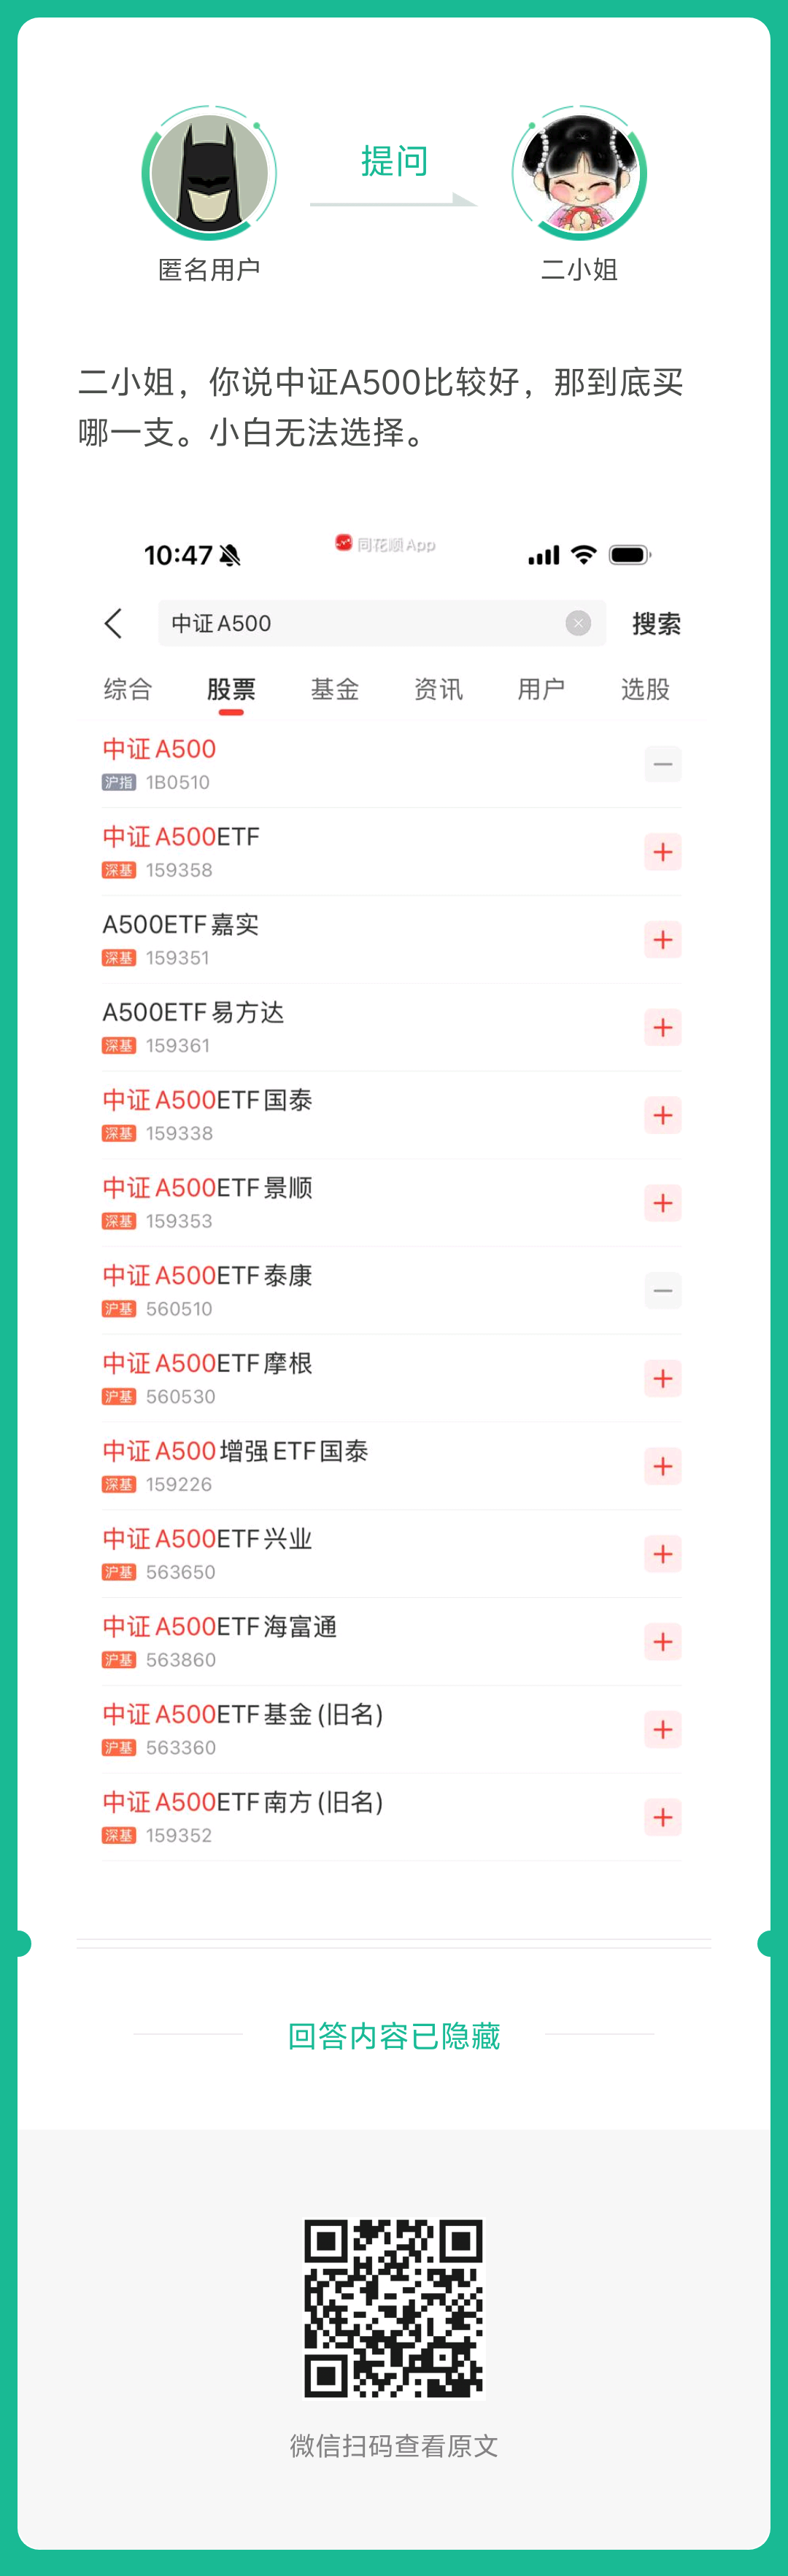 提问
匿名用户
二小姐
二小姐，你说中证A500比较好，那到底买
哪一支。小白无法选择。
10:47
同花顺App
中证A500
搜索
综合 股票 基金 资讯 用户 选股
中证A500
沪指 1B0510
中证A500ETF
深基 159358
A500ETF嘉实
深基 159351
A500ETF易方达
深基 159361
中证A500ETF国泰
深基 159338
中证A500ETF景顺
深基 159353
中证A500ETF泰康
沪基 560510
中证A500ETF摩根
沪基 560530
中证A500增强ETF国泰
深基 159226
中证A500ETF兴业
沪基 563650
中证A500ETF海富通
沪基 563860
中证A500ETF基金(旧名)
沪基 563360
中证A500ETF南方(旧名)
深基 159352
回答内容已隐藏
微信扫码查看原文